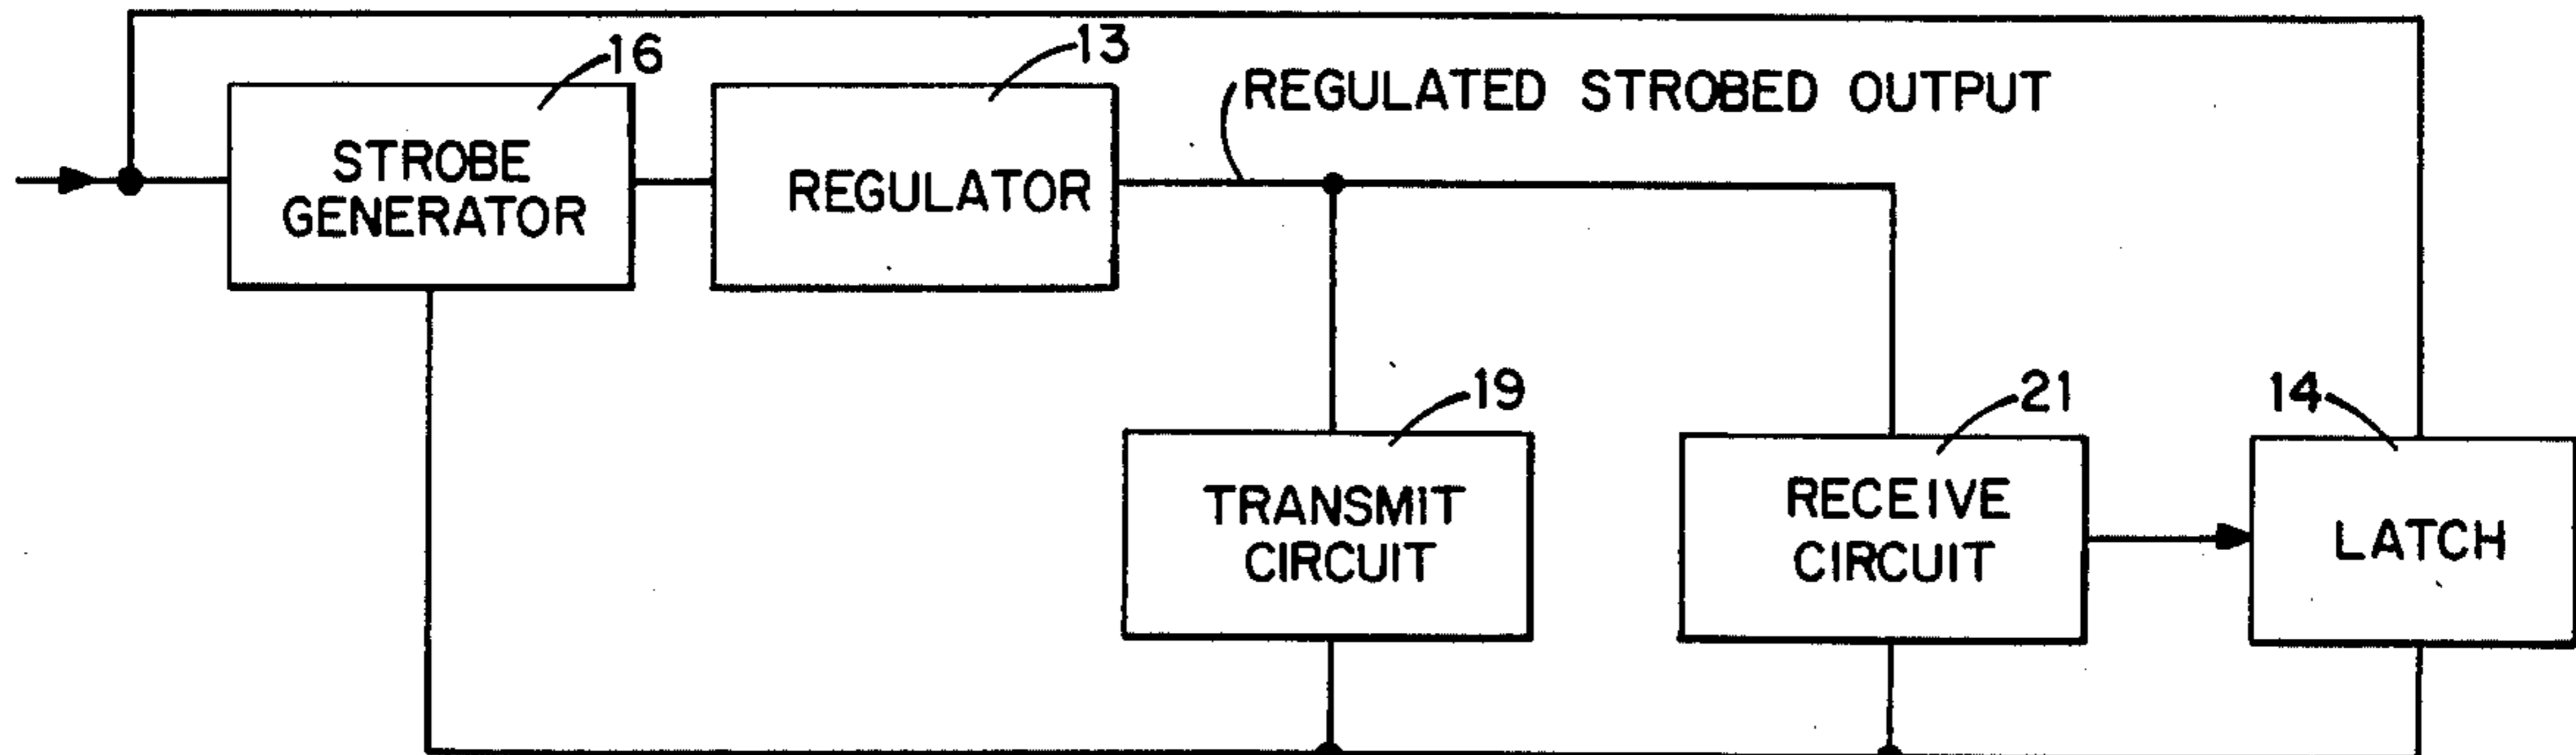 16
13
REGULATED STROBED OUTPUT
STROBE
GENERATOR
REGULATOR
19
21
14
TRANSMIT
CIRCUIT
RECEIVE
CIRCUIT
LATCH